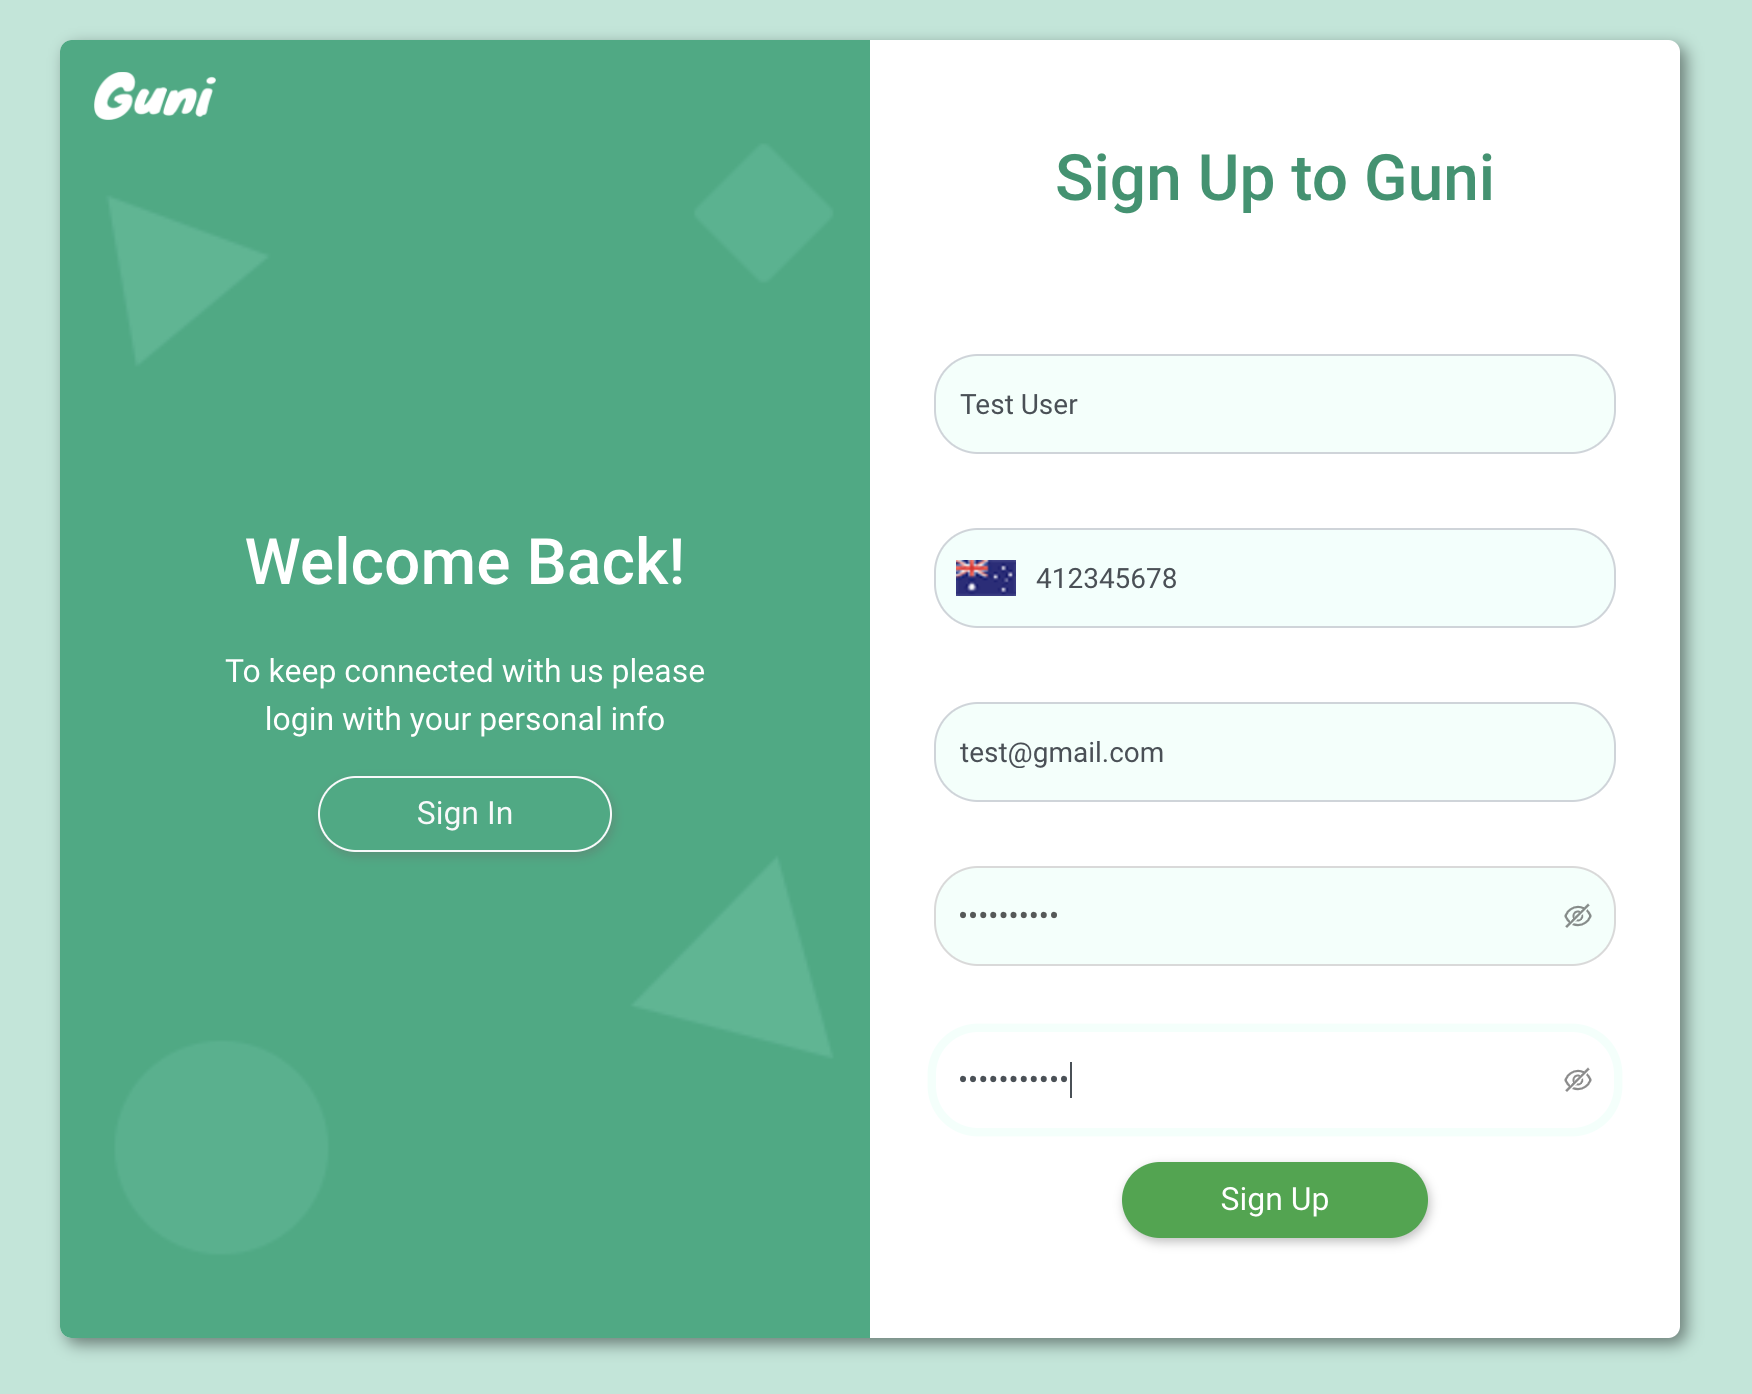 Guni
Welcome Back!
To keep connected with us please
login with your personal info
Sign In
Sign Up to Guni
Test User
412345678
test@gmail.com
••••••••••
•••••••••••
Sign Up